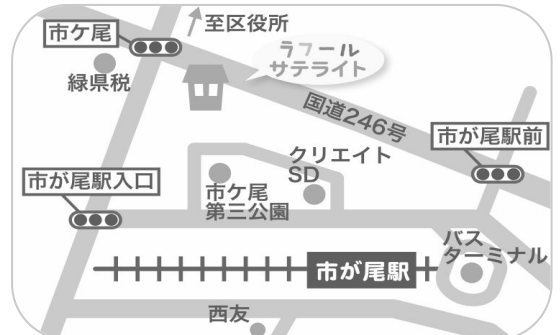 市ケ尾
至区役所
ラフール
サテライト
緑県税
国道246号
市が尾駅前
クリエイト
SD
市が尾駅入口
市ケ尾
第三公園
バス
ターミナル
市が尾駅
西友